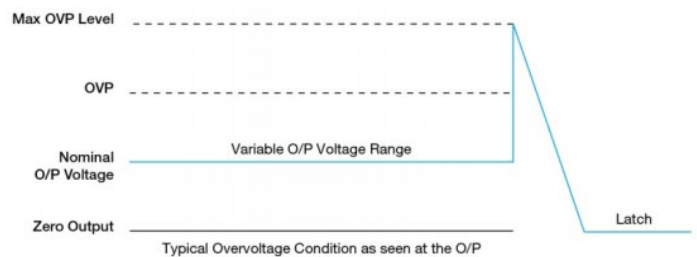 Max OVP Level
OVP
Variable O/P Voltage Range
Nominal
O/P Voltage
Zero Output
Latch
Typical Overvoltage Condition as seen at the O/P